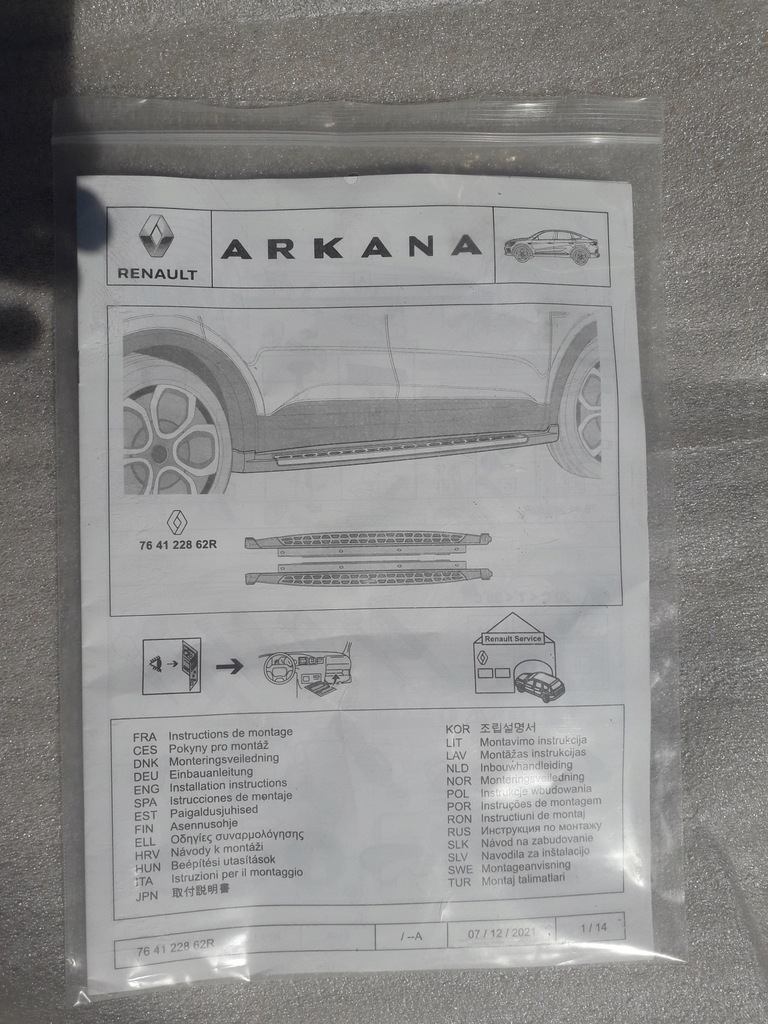 RENAULT
ARKANA
76 41 228 62R
Renault Service
FRA Instructions de montage
CES Pokyny pro montáž
DNK Monteringsveiledning
DEU Einbauanleitung
ENG Installation instructions
SPA Istrucciones de mentaje
EST Paigaldusjuhised
FIN Asennusohje
ELL Οδηγίες συναρμολόγησης
HRV Návody k montáži
HUN Beépítési utasítások
ITA Istruzioni per il montaggio
JPN 取付説明書
KOR 조립설명서
LIT Montavimo instrukcija
LAV Montāžas instrukcijas
NLD Inbouwhandleiding
NOR Monteringsveiledning
POL Instrukcje wbudowania
POR Instruções de montagem
RON Instructiuni de montaj
RUS Инструкция по монтажу
SLK Návod na zabudovanie
SLV Navodila za inštalacijo
SWE Montageanvisning
TUR Montaj talimatlari
76 41 228 62R
/ --A
07 / 12 / 2021
1 / 14